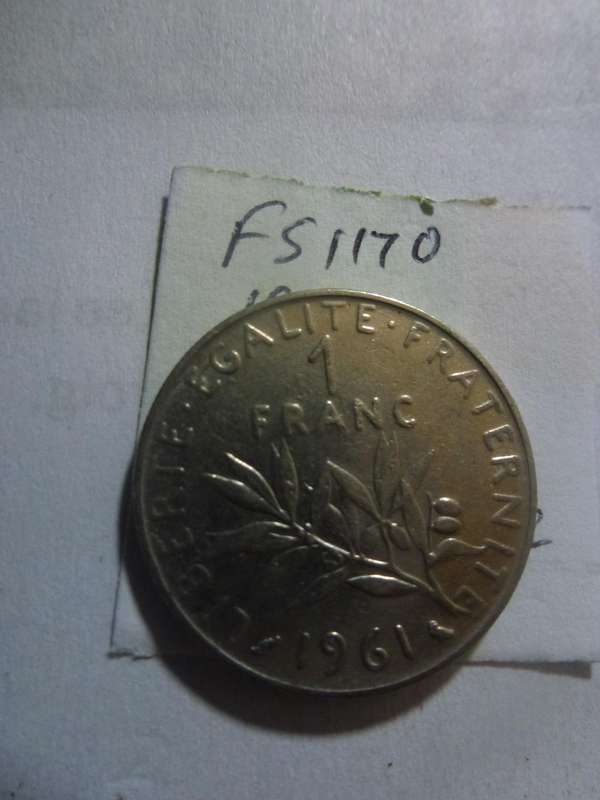 FS1170
LIBERTE · EGALITE · FRATERNITE
1
FRANC
1961